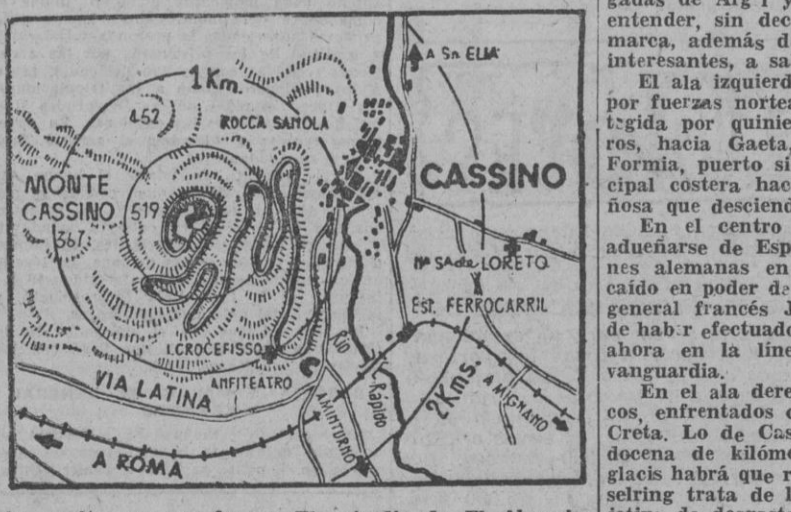 1 Km.
A Sn ELIA
452
ROCCA SANOLA
MONTE
CASSINO
519
367
CASSINO
Ma SA de LORETO
Est. FERROCARRIL
I. CROCEFISSO
ANFITEATRO
Río
Rápido
VIA LATINA
A MINTURNO
2 Kms.
A MIGNANO
A ROMA
entender, sin dec
marca, además d
interesantes, a sa
El ala izquierd
por fuerzas nortea
tegida por quinie
ros, hacia Gaeta,
Formia, puerto si
cipal costera hac
ñosa que desciend
En el centro
adueñarse de Esp
nes alemanas en
caído en poder de
general francés J
de haber efectuado
ahora en la líne
vanguardia.
En el ala dere
cos, enfrentados c
Creta. Lo de Cas
docena de kilóme
glacis habrá que r
selring trata de l